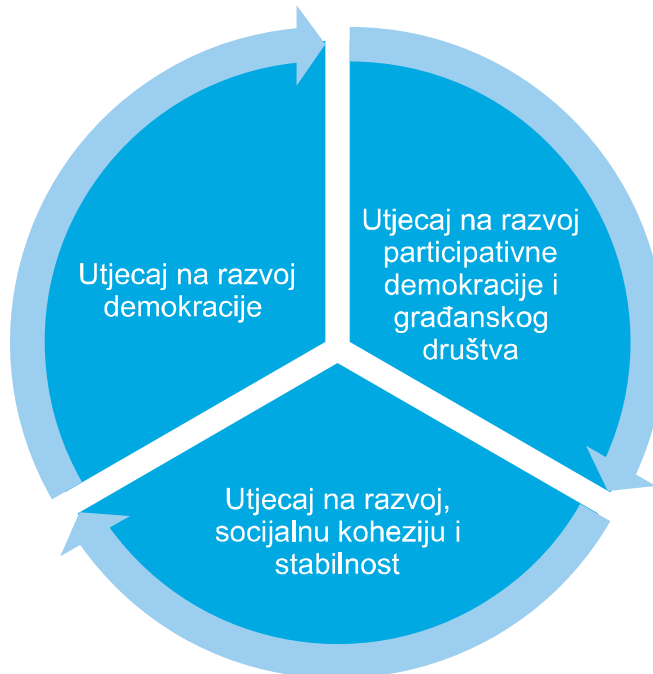 Utjecaj na razvoj
demokracije
Utjecaj na razvoj
participativne
demokracije i
građanskog
društva
Utjecaj na razvoj,
socijalnu koheziju i
stabilnost